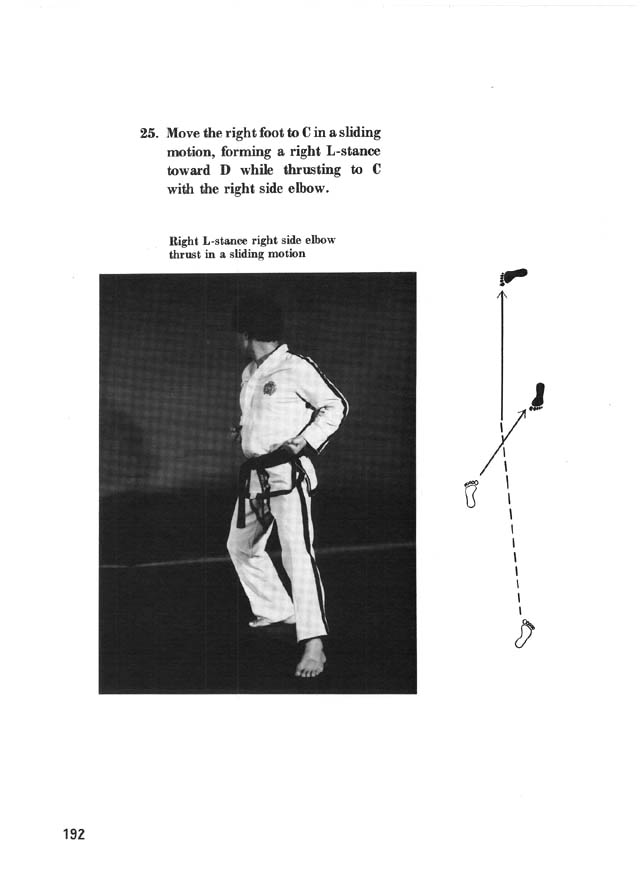 25. Move the right foot to C in a sliding
motion, forming a right L-stance
toward D while thrusting to C
with the right side elbow.
Right L-stance right side elbow
thrust in a sliding motion
192